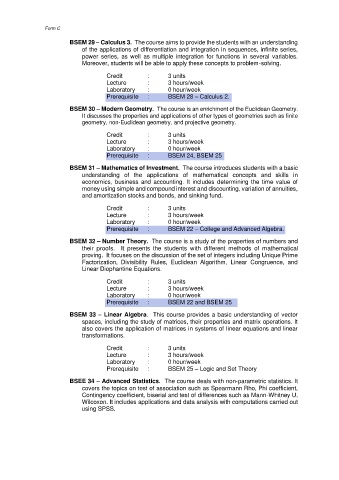 Form C
BSEM 29 – Calculus 3. The course aims to provide the students with an understanding
of the applications of differentiation and integration in sequences, infinite series,
power series, as well as multiple integration for functions in several variables.
Moreover, students will be able to apply these concepts to problem-solving.
Credit : 3 units
Lecture : 3 hours/week
Laboratory : 0 hour/week
Prerequisite : BSEM 28 – Calculus 2.
BSEM 30 – Modern Geometry. The course is an enrichment of the Euclidean Geometry.
It discusses the properties and applications of other types of geometries such as finite
geometry, non-Euclidean geometry, and projective geometry.
Credit : 3 units
Lecture : 3 hours/week
Laboratory : 0 hour/week
Prerequisite : BSEM 24, BSEM 25
BSEM 31 – Mathematics of Investment. The course introduces students with a basic
understanding of the applications of mathematical concepts and skills in
economics, business and accounting. It includes determining the time value of
money using simple and compound interest and discounting, variation of annuities,
and amortization stocks and bonds, and sinking fund.
Credit : 3 units
Lecture : 3 hours/week
Laboratory : 0 hour/week
Prerequisite : BSEM 22 – College and Advanced Algebra.
BSEM 32 – Number Theory. The course is a study of the properties of numbers and
their proofs. It presents the students with different methods of mathematical
proving. It focuses on the discussion of the set of integers including Unique Prime
Factorization, Divisibility Rules, Euclidean Algorithm, Linear Congruence, and
Linear Diophantine Equations.
Credit : 3 units
Lecture : 3 hours/week
Laboratory : 0 hour/week
Prerequisite : BSEM 22 and BSEM 25
BSEM 33 – Linear Algebra. This course provides a basic understanding of vector
spaces, including the study of matrices, their properties and matrix operations. It
also covers the application of matrices in systems of linear equations and linear
transformations.
Credit : 3 units
Lecture : 3 hours/week
Laboratory : 0 hour/week
Prerequisite : BSEM 25 – Logic and Set Theory
BSEE 34 – Advanced Statistics. The course deals with non-parametric statistics. It
covers the topics on test of association such as Spearmann Rho, Phi coefficient,
Contingency coefficient, biserial and test of differences such as Mann-Whitney U,
Wilcoxon. It includes applications and data analysis with computations carried out
using SPSS.